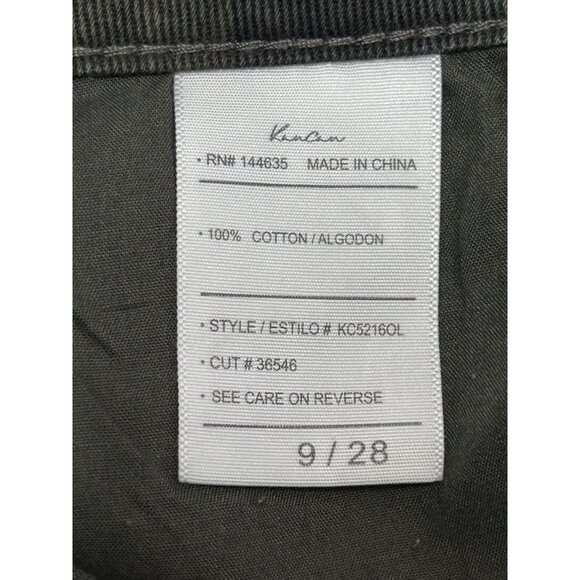 KanCan
• RN# 144635 MADE IN CHINA
• 100% COTTON / ALGODON
• STYLE / ESTILO # KC5216OL
• CUT # 36546
• SEE CARE ON REVERSE
9 / 28